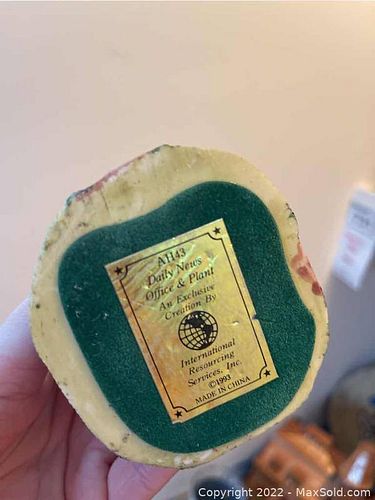 AH43
Daily News
Office & Plant
An Exclusive
Creation By
International
Resourcing
Services, Inc.
©1993
MADE IN CHINA
Copyright © 2022 - MaxSold.com